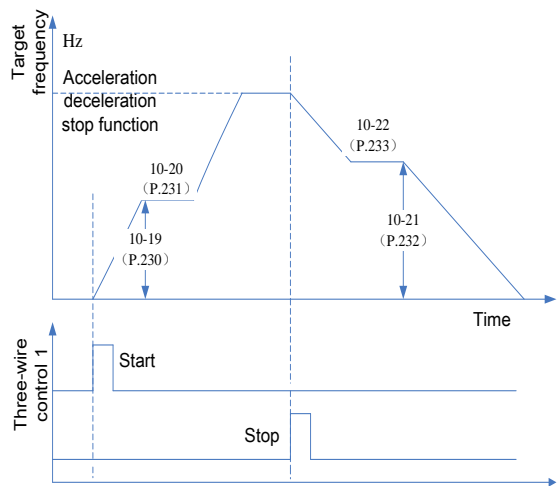 Target
frequency
Hz
Acceleration
deceleration
stop function
10-20
（P.231）
10-19
（P.230）
10-22
（P.233）
10-21
（P.232）
Time
Three-wire
control 1
Start
Stop